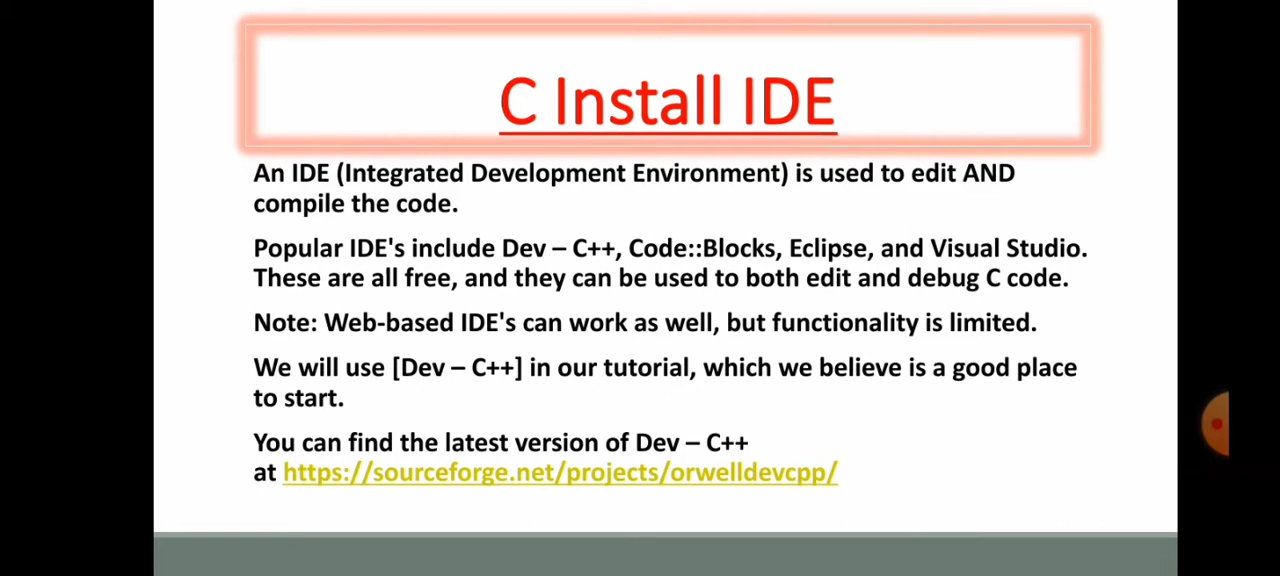 C Install IDE
An IDE (Integrated Development Environment) is used to edit AND
compile the code.
Popular IDE's include Dev – C++, Code::Blocks, Eclipse, and Visual Studio.
These are all free, and they can be used to both edit and debug C code.
Note: Web-based IDE's can work as well, but functionality is limited.
We will use [Dev – C++] in our tutorial, which we believe is a good place
to start.
You can find the latest version of Dev – C++
at https://sourceforge.net/projects/orwelldevcpp/